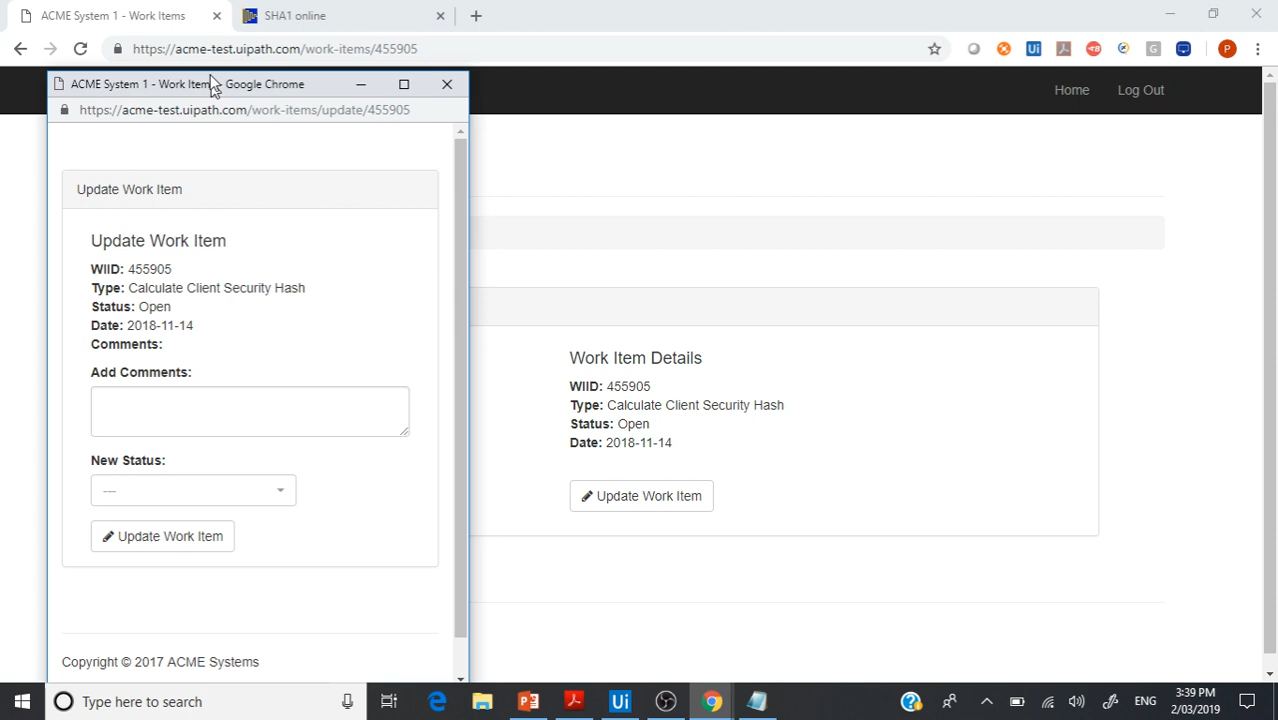 ACME System 1 - Work Items
SHA1 online
https://acme-test.uipath.com/work-items/455905
Ui
G
P
Home
Log Out
ACME System 1 - Work Item - Google Chrome
https://acme-test.uipath.com/work-items/update/455905
Update Work Item
Update Work Item
WIID: 455905
Type: Calculate Client Security Hash
Status: Open
Date: 2018-11-14
Comments:
Add Comments:
New Status:
---
Update Work Item
Copyright © 2017 ACME Systems
Work Item Details
WIID: 455905
Type: Calculate Client Security Hash
Status: Open
Date: 2018-11-14
Update Work Item
Type here to search
Ui
ENG
3:39 PM
2/03/2019